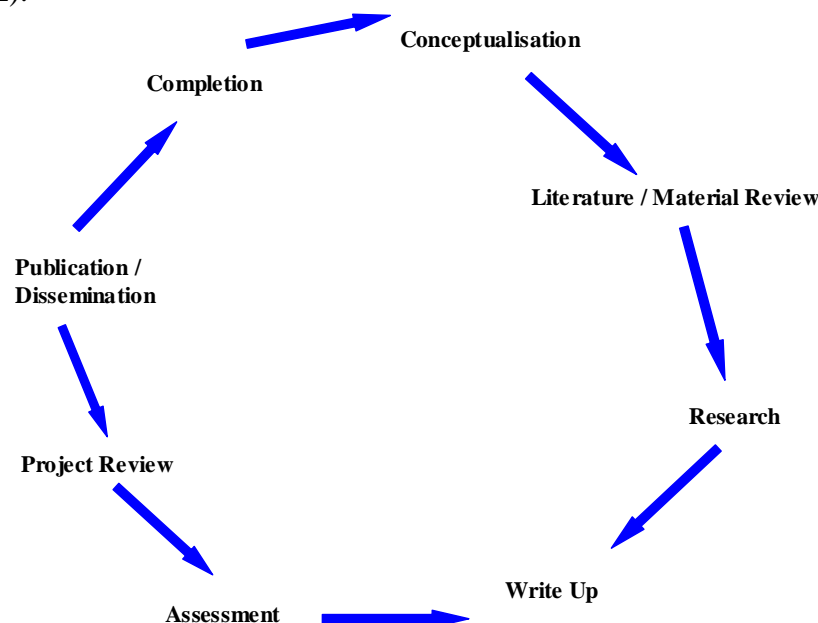 Conceptualisation
Completion
Literature / Material Review
Publication /
Dissemination
Research
Project Review
Write Up
Assessment